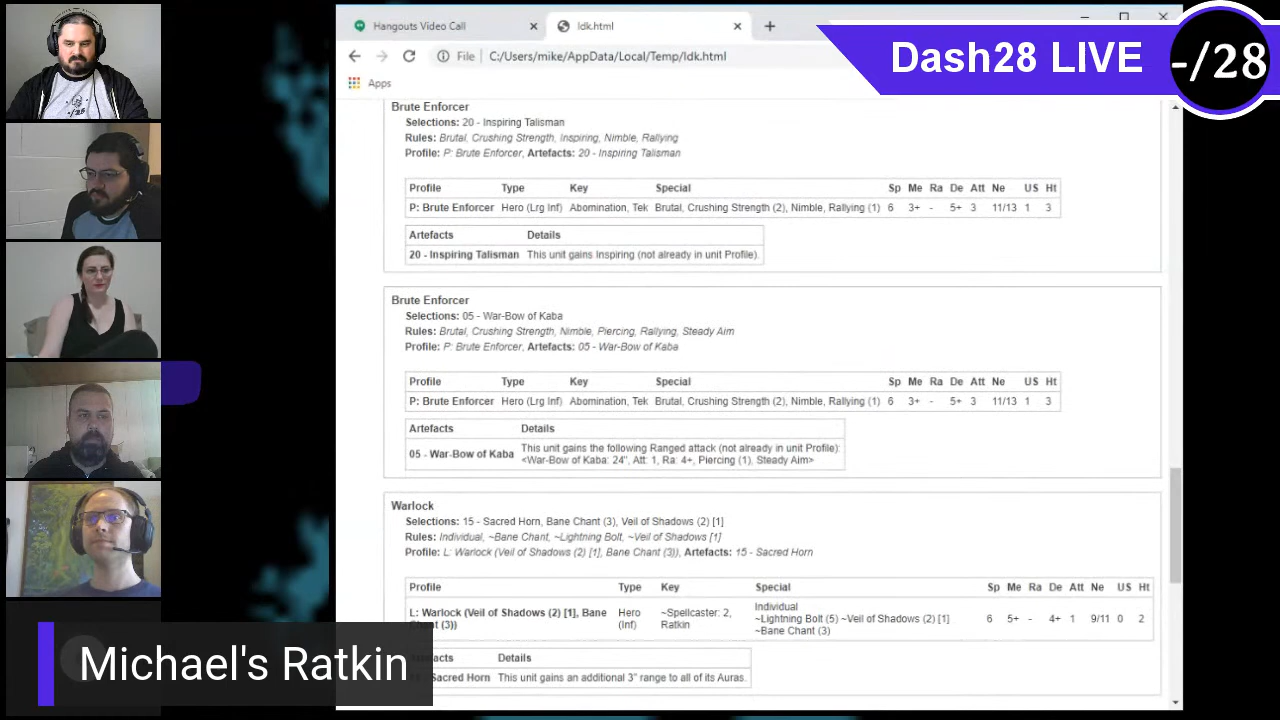 Hangouts Video Call
ldk.html
Dash28 LIVE
-/28
File C:/Users/mike/AppData/Local/Temp/ldk.html
Apps
Brute Enforcer
Selections: 20 - Inspiring Talisman
Rules: Brutal, Crushing Strength, Inspiring, Nimble, Rallying
Profile: P: Brute Enforcer, Artefacts: 20 - Inspiring Talisman
Profile Type Key Special Sp Me Ra De Att Ne US Ht
P: Brute Enforcer Hero (Lrg Inf) Abomination, Tek Brutal, Crushing Strength (2), Nimble, Rallying (1) 6 3+ - 5+ 3 11/13 1 3
Artefacts Details
20 - Inspiring Talisman This unit gains Inspiring (not already in unit Profile).
Brute Enforcer
Selections: 05 - War-Bow of Kaba
Rules: Brutal, Crushing Strength, Nimble, Piercing, Rallying, Steady Aim
Profile: P: Brute Enforcer, Artefacts: 05 - War-Bow of Kaba
Profile Type Key Special Sp Me Ra De Att Ne US Ht
P: Brute Enforcer Hero (Lrg Inf) Abomination, Tek Brutal, Crushing Strength (2), Nimble, Rallying (1) 6 3+ - 5+ 3 11/13 1 3
Artefacts Details
05 - War-Bow of Kaba This unit gains the following Ranged attack (not already in unit Profile):
<War-Bow of Kaba: 24", Att: 1, Ra: 4+, Piercing (1), Steady Aim>
Warlock
Selections: 15 - Sacred Horn, Bane Chant (3), Veil of Shadows (2) [1]
Rules: Individual, ~Bane Chant, ~Lightning Bolt, ~Veil of Shadows [1]
Profile: L: Warlock (Veil of Shadows (2) [1], Bane Chant (3)), Artefacts: 15 - Sacred Horn
Profile Type Key Special Sp Me Ra De Att Ne US Ht
L: Warlock (Veil of Shadows (2) [1], Bane Chant (3)) Hero (Inf) ~Spellcaster: 2, Ratkin Individual ~Lightning Bolt (5) ~Veil of Shadows (2) [1] ~Bane Chant (3) 6 5+ - 4+ 1 9/11 0 2
Details
Sacred Horn This unit gains an additional 3" range to all of its Auras.
Michael's Ratkin